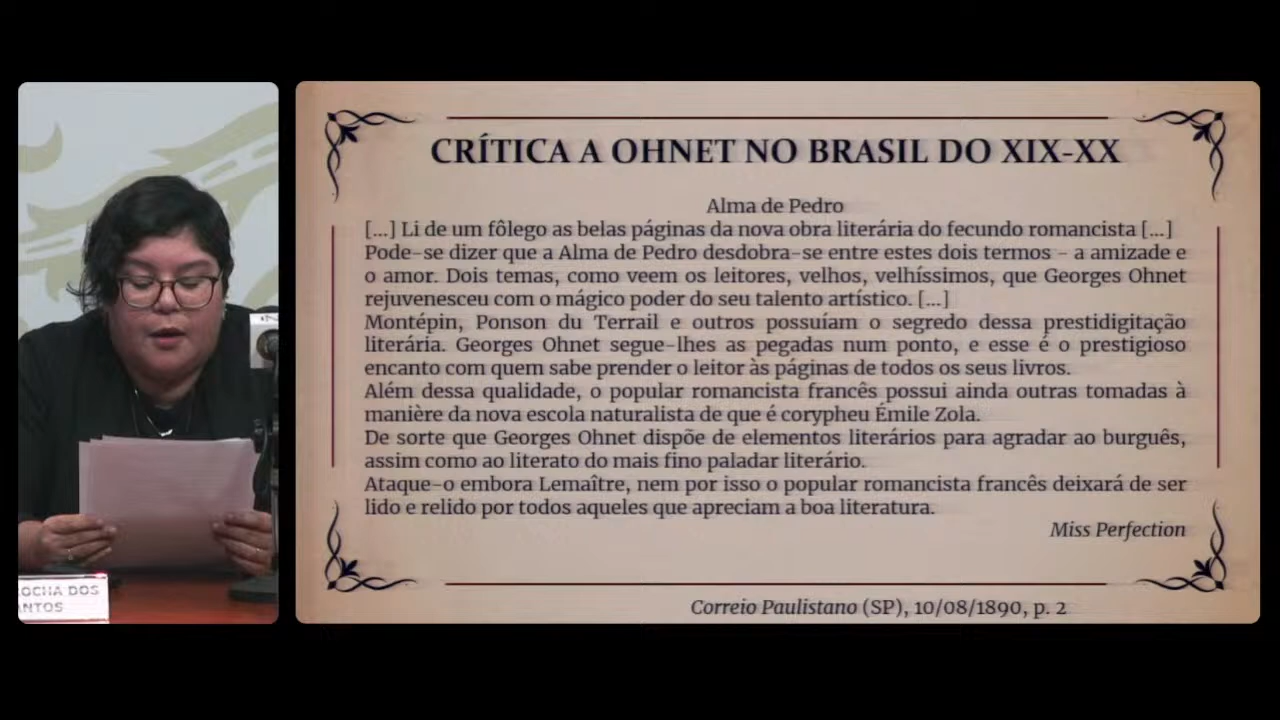 CRÍTICA A OHNET NO BRASIL DO XIX-XX
Alma de Pedro
[...] Li de um fôlego as belas páginas da nova obra literária do fecundo romancista [...]
Pode-se dizer que a Alma de Pedro desdobra-se entre estes dois termos - a amizade e
o amor. Dois temas, como veem os leitores, velhos, velhíssimos, que Georges Ohnet
rejuvenesceu com o mágico poder do seu talento artístico. [...]
Montépin, Ponson du Terrail e outros possuíam o segredo dessa prestidigitação
literária. Georges Ohnet segue-lhes as pegadas num ponto, e esse é o prestigioso
encanto com quem sabe prender o leitor às páginas de todos os seus livros.
Além dessa qualidade, o popular romancista francês possui ainda outras tomadas à
manière da nova escola naturalista de que é corypheu Émile Zola.
De sorte que Georges Ohnet dispõe de elementos literários para agradar ao burguês,
assim como ao literato do mais fino paladar literário.
Ataque-o embora Lemaître, nem por isso o popular romancista francês deixará de ser
lido e relido por todos aqueles que apreciam a boa literatura.
Miss Perfection
Correio Paulistano (SP), 10/08/1890, p. 2
OCHA DOS
ANTOS